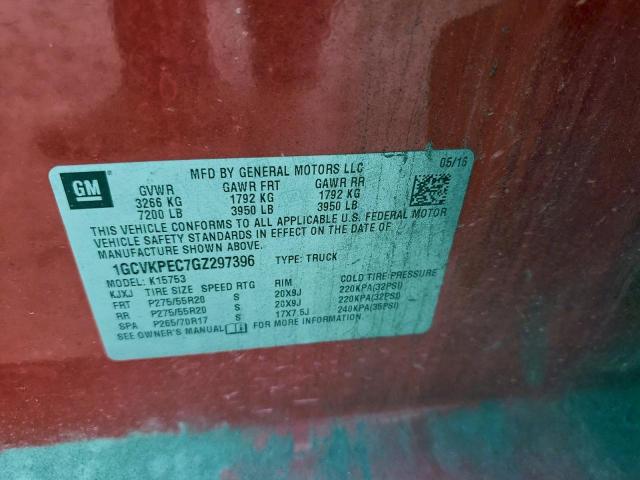 GM
MFD BY GENERAL MOTORS LLC 05/16
GVWR GAWR FRT GAWR RR
3266 KG 1792 KG 1792 KG
7200 LB 3950 LB 3950 LB
THIS VEHICLE CONFORMS TO ALL APPLICABLE U.S. FEDERAL MOTOR
VEHICLE SAFETY STANDARDS IN EFFECT ON THE DATE OF
MANUFACTURE SHOWN ABOVE.
1GCVKPEC7GZ297396 TYPE: TRUCK
MODEL: K15753
KJXJ TIRE SIZE SPEED RTG RIM COLD TIRE PRESSURE
FRT P275/55R20 S 20X9J 220KPA(32PSI)
RR P275/55R20 S 20X9J 220KPA(32PSI)
SPA P265/70R17 S 17X7.5J 240KPA(35PSI)
SEE OWNER'S MANUAL FOR MORE INFORMATION.